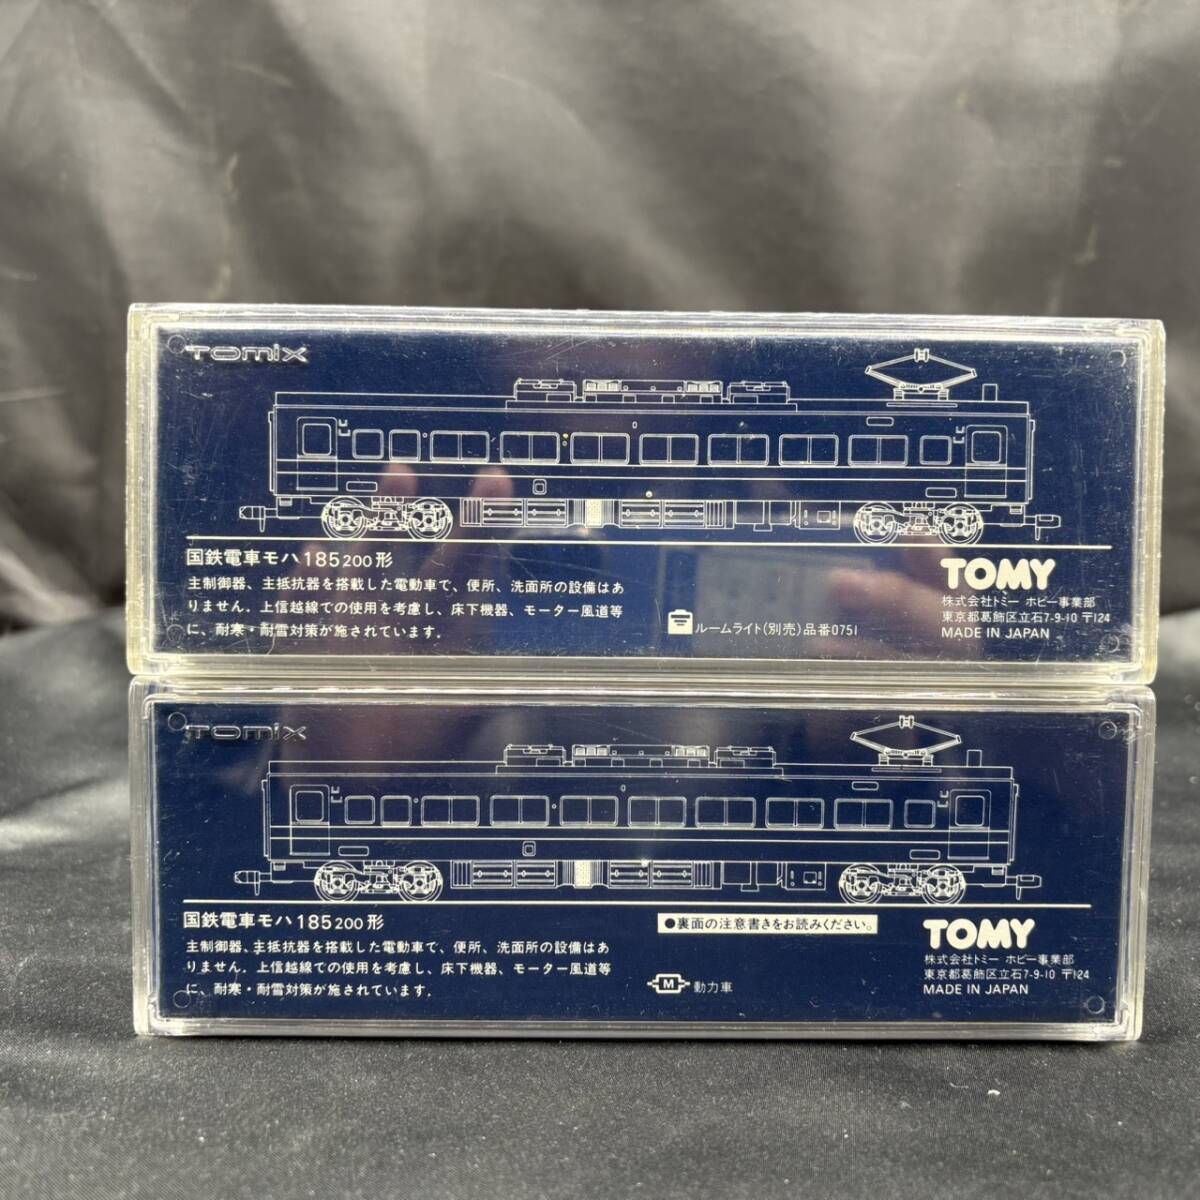 TOMIX
国鉄電車モハ185200形
主制御器、主抵抗器を搭載した電動車で、便所、洗面所の設備はあ
りません。上信越線での使用を考慮し、床下機器、モーター風道等
に、耐寒・耐雪対策が施されています。
ルームライト(別売)品番0751
TOMY
株式会社トミー ホビー事業部
東京都葛飾区立石7-9-10 〒124
MADE IN JAPAN
TOMIX
国鉄電車モハ185200形
主制御器、主抵抗器を搭載した電動車で、便所、洗面所の設備はあ
りません。上信越線での使用を考慮し、床下機器、モーター風道等
に、耐寒・耐雪対策が施されています。
●裏面の注意書きをお読みください。
M 動力車
TOMY
株式会社トミー ホビー事業部
東京都葛飾区立石7-9-10 〒124
MADE IN JAPAN